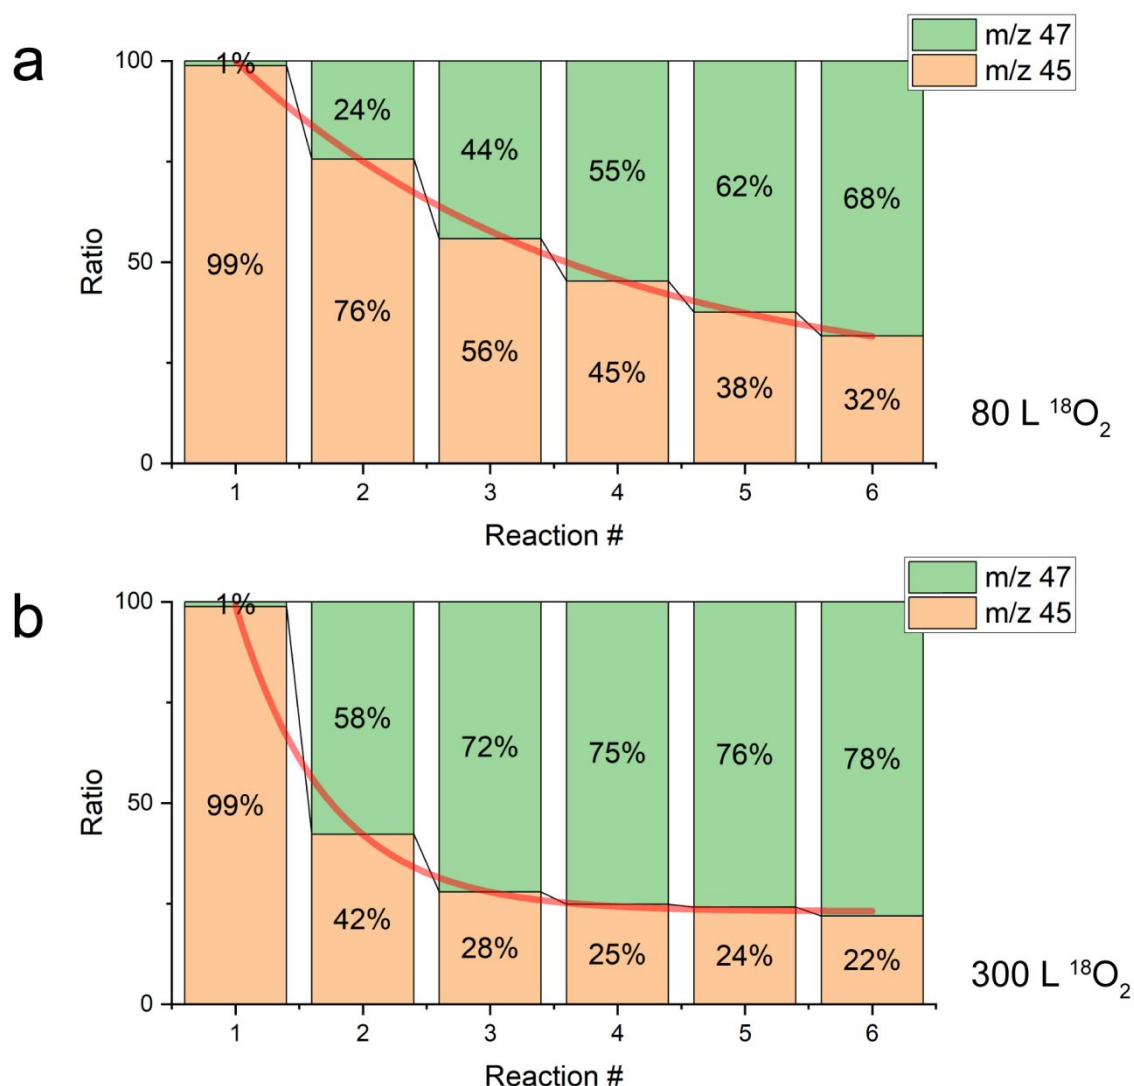 a
m/z 47
m/z 45
100
50
0
Ratio
1%
24%
44%
55%
62%
68%
99%
76%
56%
45%
38%
32%
80 L ¹⁸O₂
1 2 3 4 5 6
Reaction #
b
m/z 47
m/z 45
100
50
0
Ratio
1%
58%
72%
75%
76%
78%
99%
42%
28%
25%
24%
22%
300 L ¹⁸O₂
1 2 3 4 5 6
Reaction #